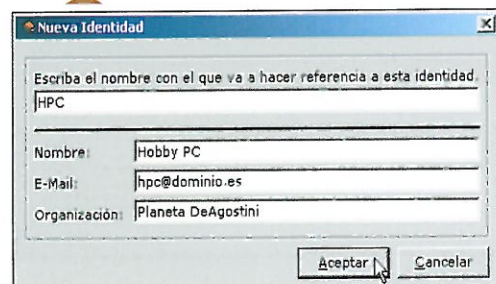 Nueva Identidad
Escriba el nombre con el que va a hacer referencia a esta identidad.
HPC
Nombre: Hobby PC
E-Mail: hpc@dominio.es
Organización: Planeta DeAgostini
Aceptar Cancelar